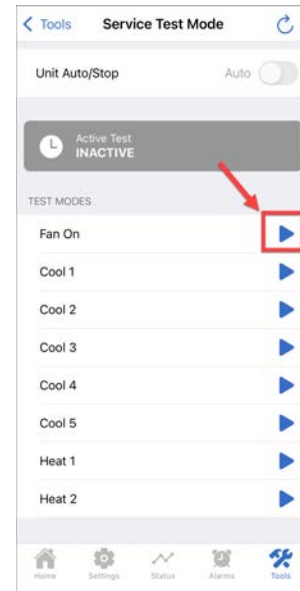 Tools Service Test Mode
Unit Auto/Stop Auto
Active Test
INACTIVE
TEST MODES
Fan On
Cool 1
Cool 2
Cool 3
Cool 4
Cool 5
Heat 1
Heat 2
Home Settings Status Alarms Tools